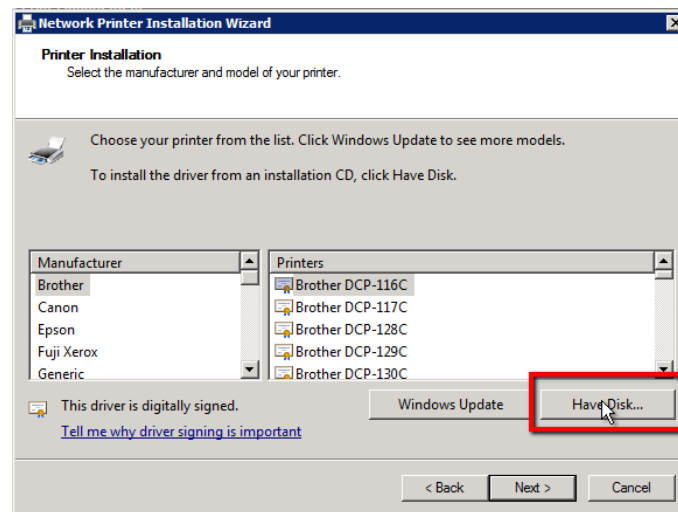 Network Printer Installation Wizard
Printer Installation
Select the manufacturer and model of your printer.
Choose your printer from the list. Click Windows Update to see more models.
To install the driver from an installation CD, click Have Disk.
Manufacturer
Brother
Canon
Epson
Fuji Xerox
Generic
Printers
Brother DCP-116C
Brother DCP-117C
Brother DCP-128C
Brother DCP-129C
Brother DCP-130C
This driver is digitally signed.
Tell me why driver signing is important
Windows Update
Have Disk...
< Back
Next >
Cancel